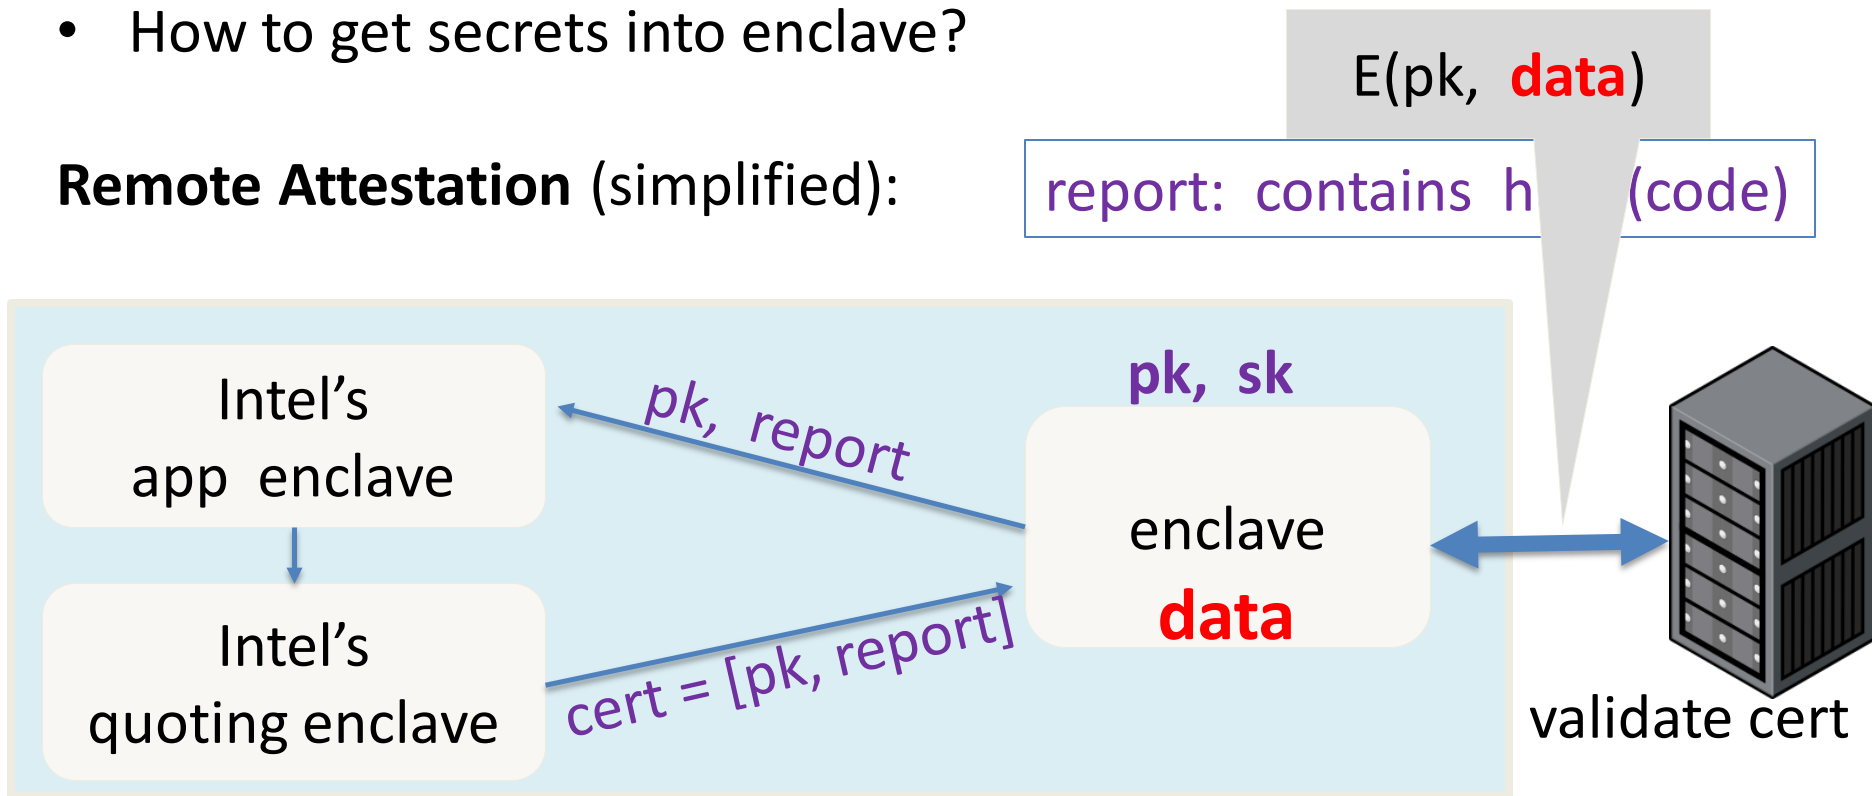 • How to get secrets into enclave?
E(pk, data)
Remote Attestation (simplified):
report: contains h (code)
pk, sk
Intel's
app enclave
pk, report
enclave
data
Intel's
quoting enclave
cert = [pk, report]
validate cert